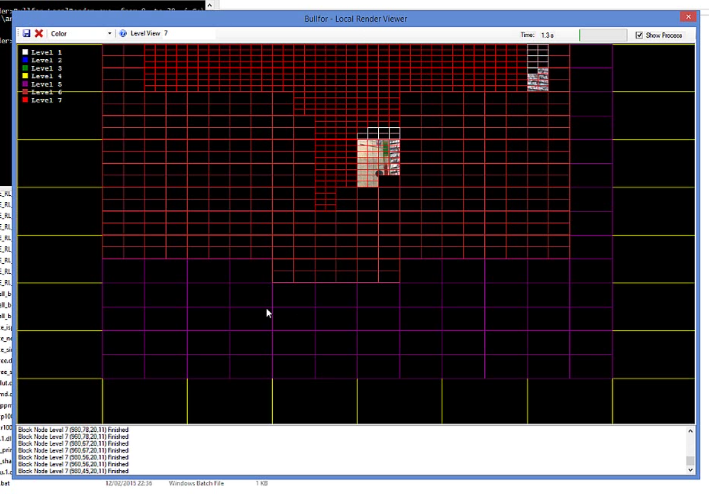 Bullfor - Local Render Viewer
Color
Level View 7
Time: 1.3 s
Show Process
Level 1
Level 2
Level 3
Level 4
Level 5
Level 6
Level 7
Block Node Level 7 (980,78,20,11) Finished
Block Node Level 7 (960,78,20,11) Finished
Block Node Level 7 (980,67,20,11) Finished
Block Node Level 7 (960,67,20,11) Finished
Block Node Level 7 (980,56,20,11) Finished
Block Node Level 7 (960,56,20,11) Finished
Block Node Level 7 (980,45,20,11) Finished
.bat
12/02/2015 22:36
Windows Batch File
1 KB